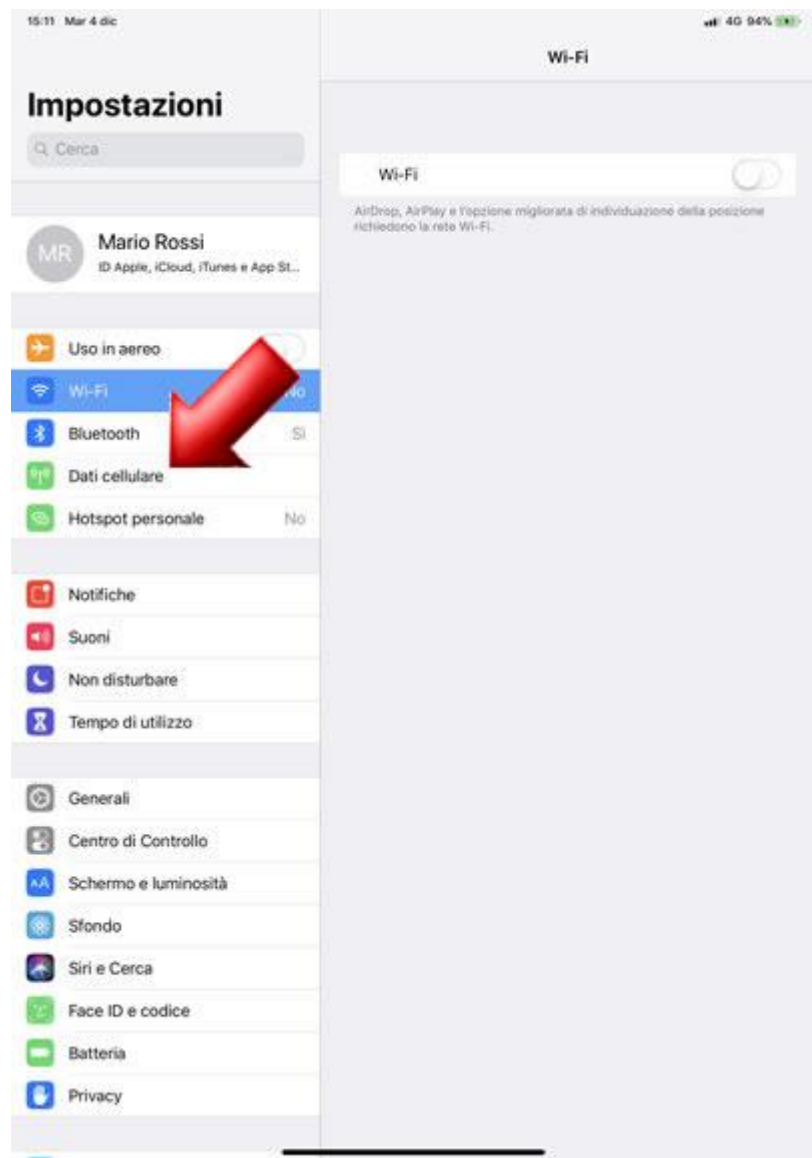 15:11 Mar 4 dic
4G 94%
Impostazioni
Cerca
MR
Mario Rossi
ID Apple, iCloud, iTunes e App St...
Uso in aereo
Wi-Fi No
Bluetooth Sì
Dati cellulare
Hotspot personale No
Notifiche
Suoni
Non disturbare
Tempo di utilizzo
Generali
Centro di Controllo
AA
Schermo e luminosità
Sfondo
Siri e Cerca
Face ID e codice
Batteria
Privacy
Wi-Fi
Wi-Fi
AirDrop, AirPlay e l'opzione migliorata di individuazione della posizione
richiedono la rete Wi-Fi.